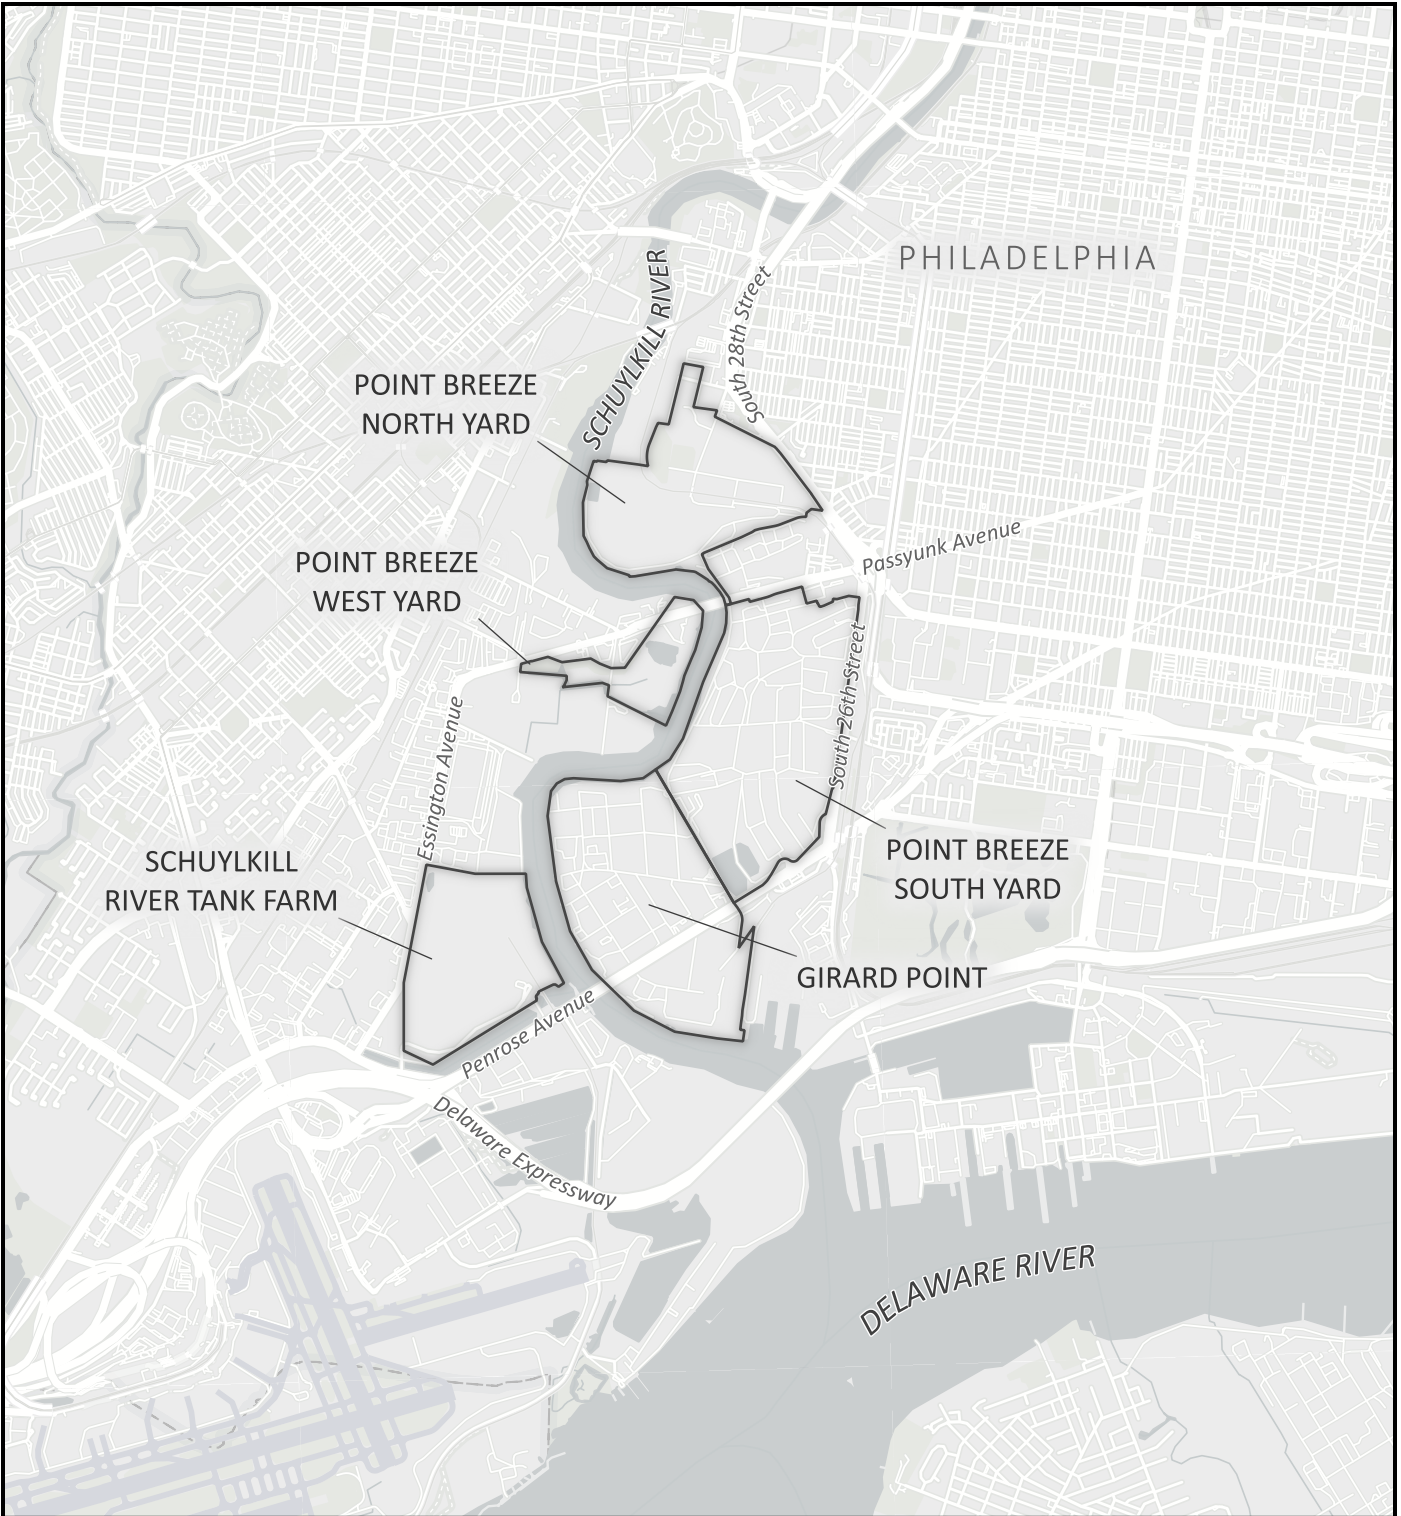 PHILADELPHIA
SCHUYLKILL RIVER
South 28th Street
POINT BREEZE
NORTH YARD
Passyunk Avenue
POINT BREEZE
WEST YARD
South 26th Street
Essington Avenue
POINT BREEZE
SOUTH YARD
SCHUYLKILL
RIVER TANK FARM
GIRARD POINT
Penrose Avenue
Delaware Expressway
DELAWARE RIVER